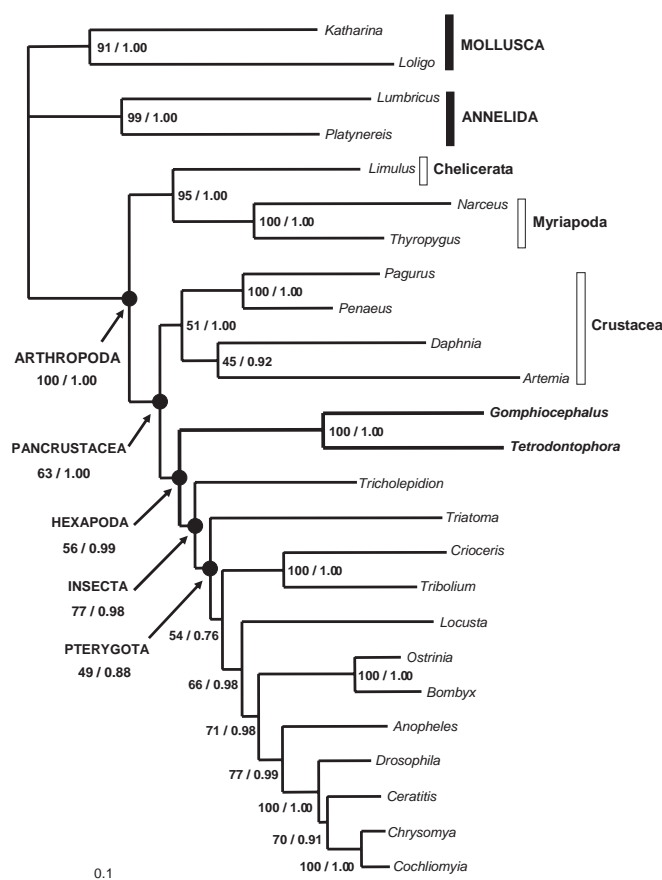 Katharina
91 / 1.00
MOLLUSCA
Loligo
Lumbricus
99 / 1.00
ANNELIDA
Platynereis
Limulus
Chelicerata
95 / 1.00
Narceus
100 / 1.00
Myriapoda
Thyropygus
Pagurus
100 / 1.00
Penaeus
51 / 1.00
Crustacea
Daphnia
45 / 0.92
Artemia
ARTHROPODA
100 / 1.00
Gomphiocephalus
100 / 1.00
Tetrodontophora
PANCRUSTACEA
63 / 1.00
Tricholepidion
HEXAPODA
56 / 0.99
Triatoma
Crioceris
100 / 1.00
Tribolium
INSECTA
77 / 0.98
Locusta
54 / 0.76
PTERYGOTA
49 / 0.88
Ostrinia
100 / 1.00
Bombyx
66 / 0.98
Anopheles
71 / 0.98
Drosophila
77 / 0.99
Ceratitis
100 / 1.00
Chrysomya
70 / 0.91
Cochliomyia
100 / 1.00
0.1